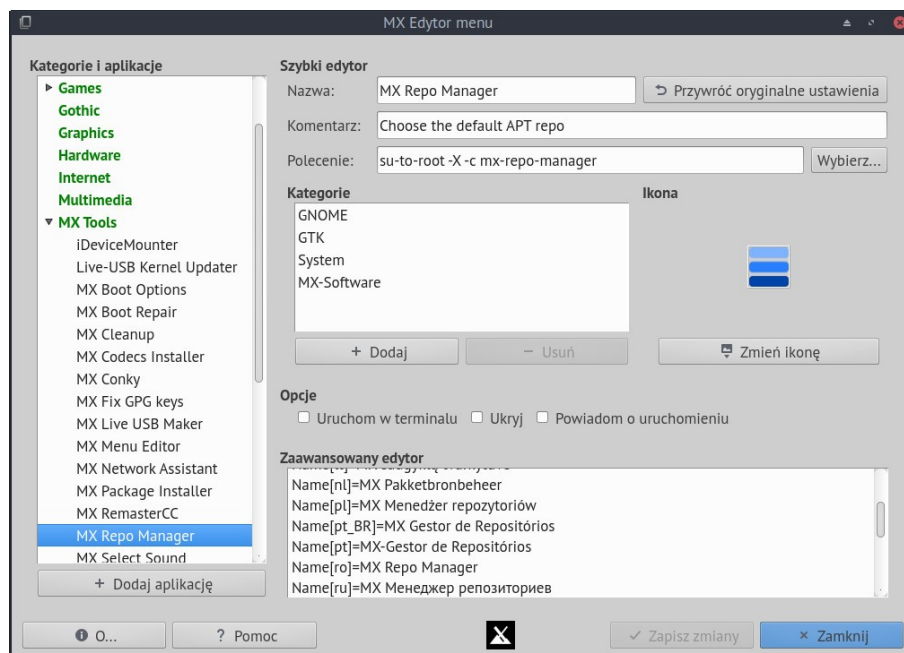 MX Edytor menu
Kategorie i aplikacje
Games
Gothic
Graphics
Hardware
Internet
Multimedia
MX Tools
iDeviceMounter
Live-USB Kernel Updater
MX Boot Options
MX Boot Repair
MX Cleanup
MX Codecs Installer
MX Conky
MX Fix GPG keys
MX Live USB Maker
MX Menu Editor
MX Network Assistant
MX Package Installer
MX RemasterCC
MX Repo Manager
MX Select Sound
+ Dodaj aplikację
Szybki edytor
Nazwa: MX Repo Manager Przywróć oryginalne ustawienia
Komentarz: Choose the default APT repo
Polecenie: su-to-root -X -c mx-repo-manager Wybierz...
Kategorie
GNOME
GTK
System
MX-Software
+ Dodaj − Usuń
Ikona
Zmień ikonę
Opcje
Uruchom w terminalu Ukryj Powiadom o uruchomieniu
Zaawansowany edytor
Name[nl]=MX Pakketbronbeheer
Name[pl]=MX Menedżer repozytoriów
Name[pt_BR]=MX Gestor de Repositórios
Name[pt]=MX-Gestor de Repositórios
Name[ro]=MX Repo Manager
Name[ru]=MX Менеджер репозиториев
O... ? Pomoc Zapisz zmiany × Zamknij